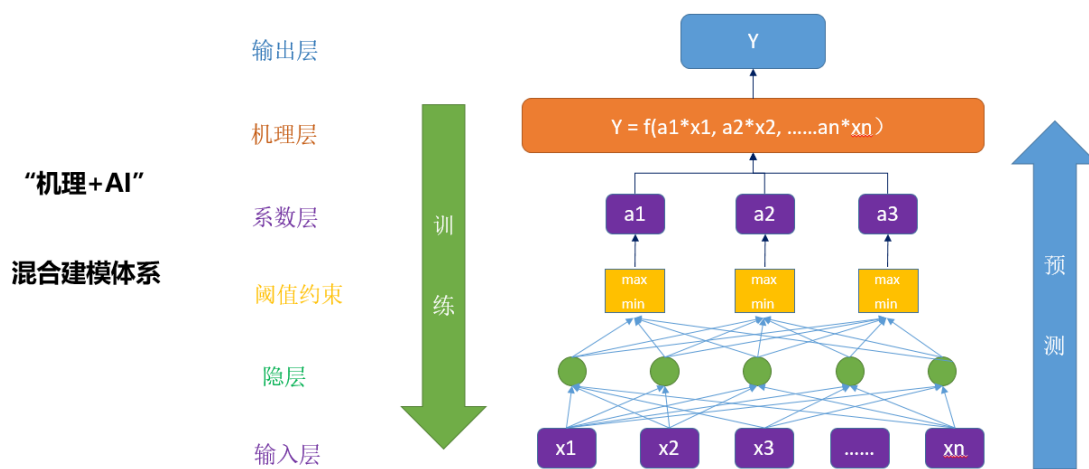 输出层
Y
机理层
Y = f(a1*x1, a2*x2, ……an*xn）
“机理+AI”
混合建模体系
系数层
a1
a2
a3
训
练
预
测
阈值约束
max
min
max
min
max
min
隐层
输入层
x1
x2
x3
……
xn